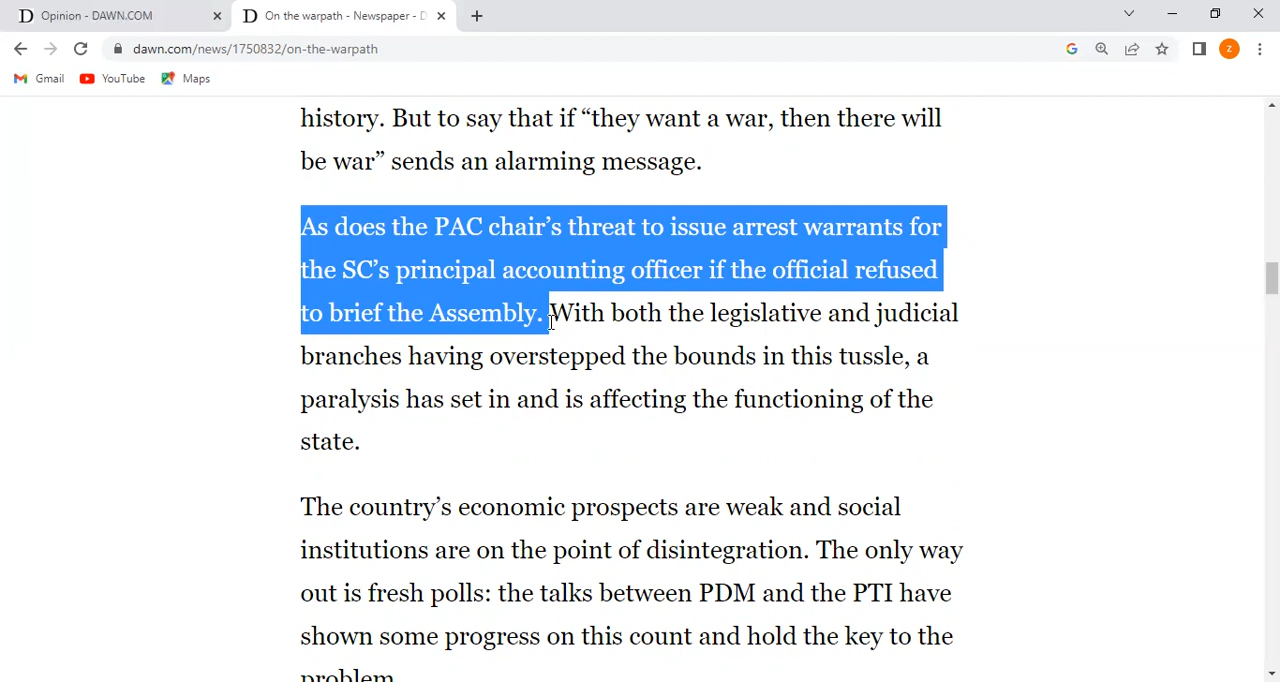 Opinion - DAWN.COM
On the warpath - Newspaper - D
dawn.com/news/1750832/on-the-warpath
Z
Gmail
YouTube
Maps
history. But to say that if “they want a war, then there will
be war” sends an alarming message.
As does the PAC chair’s threat to issue arrest warrants for
the SC’s principal accounting officer if the official refused
to brief the Assembly. With both the legislative and judicial
branches having overstepped the bounds in this tussle, a
paralysis has set in and is affecting the functioning of the
state.
The country’s economic prospects are weak and social
institutions are on the point of disintegration. The only way
out is fresh polls: the talks between PDM and the PTI have
shown some progress on this count and hold the key to the
problem